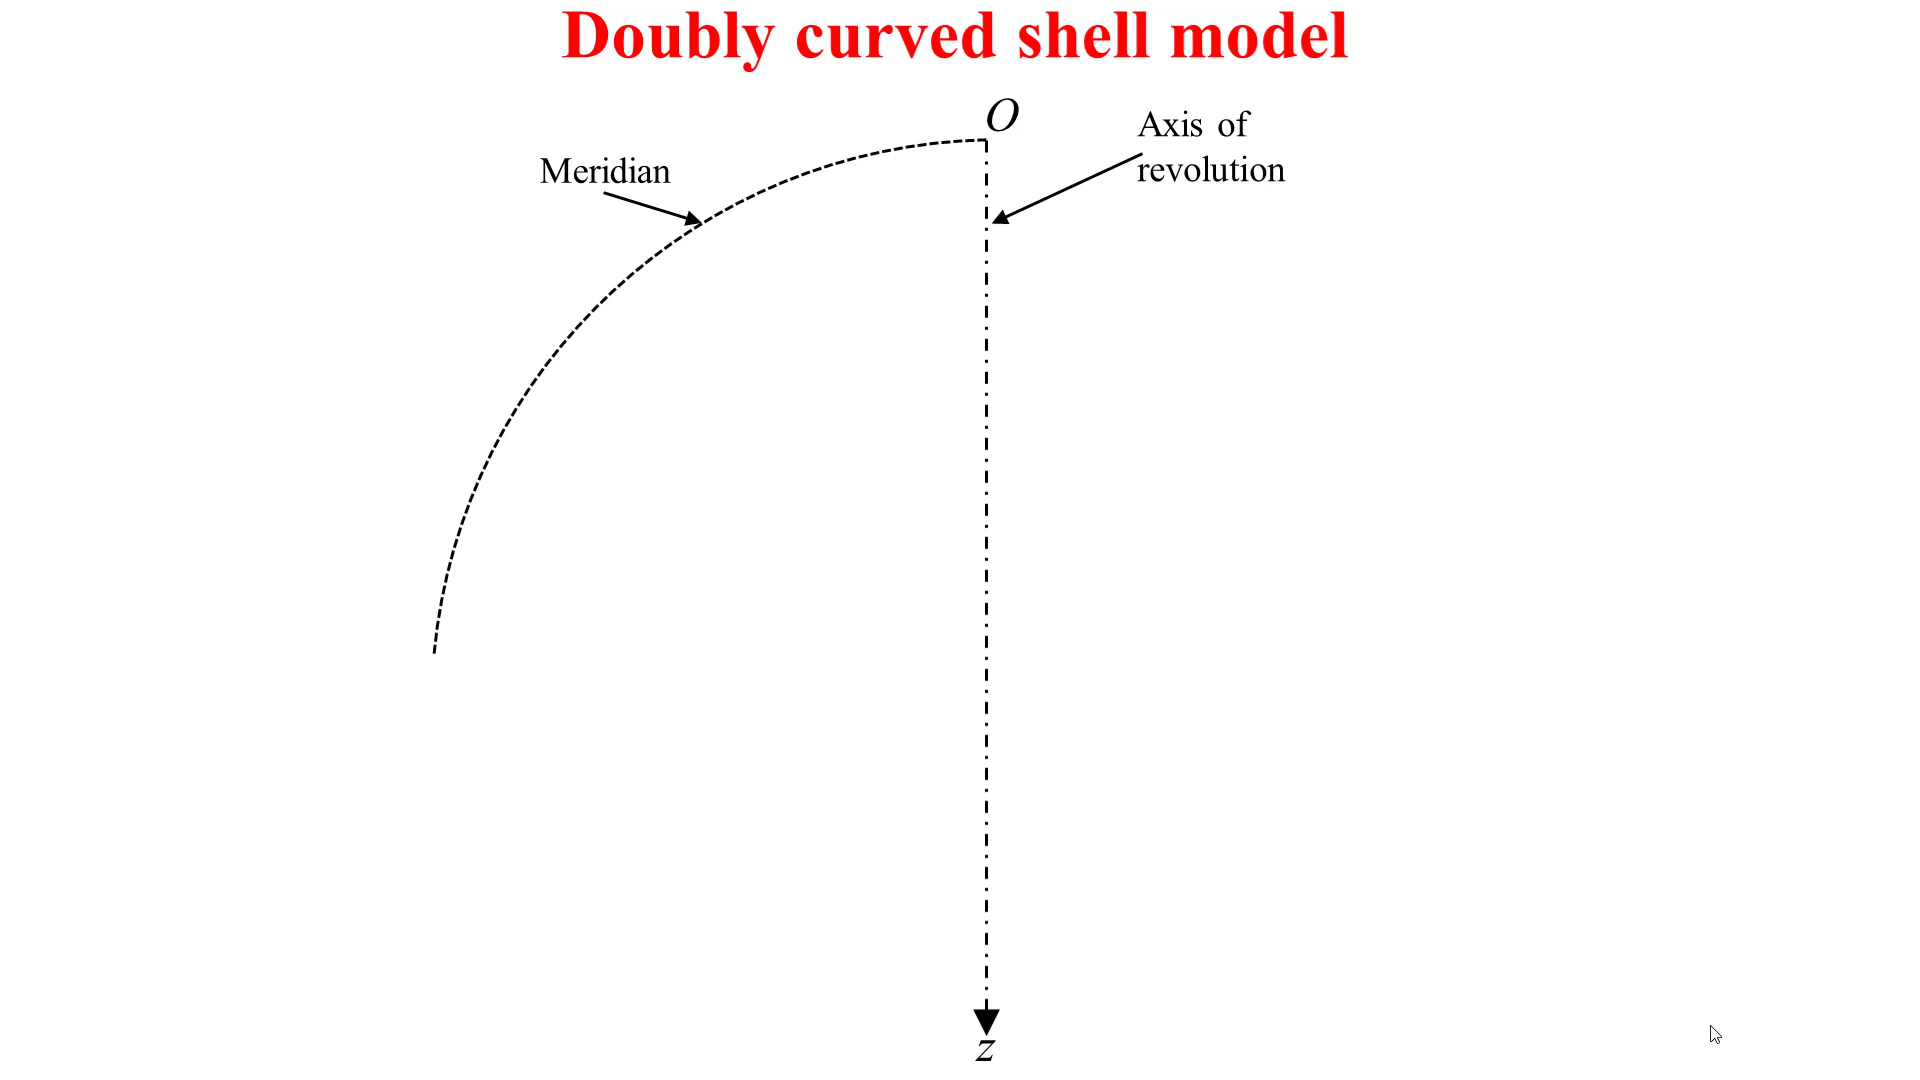 Doubly curved shell model
O
Axis of
revolution
Meridian
z